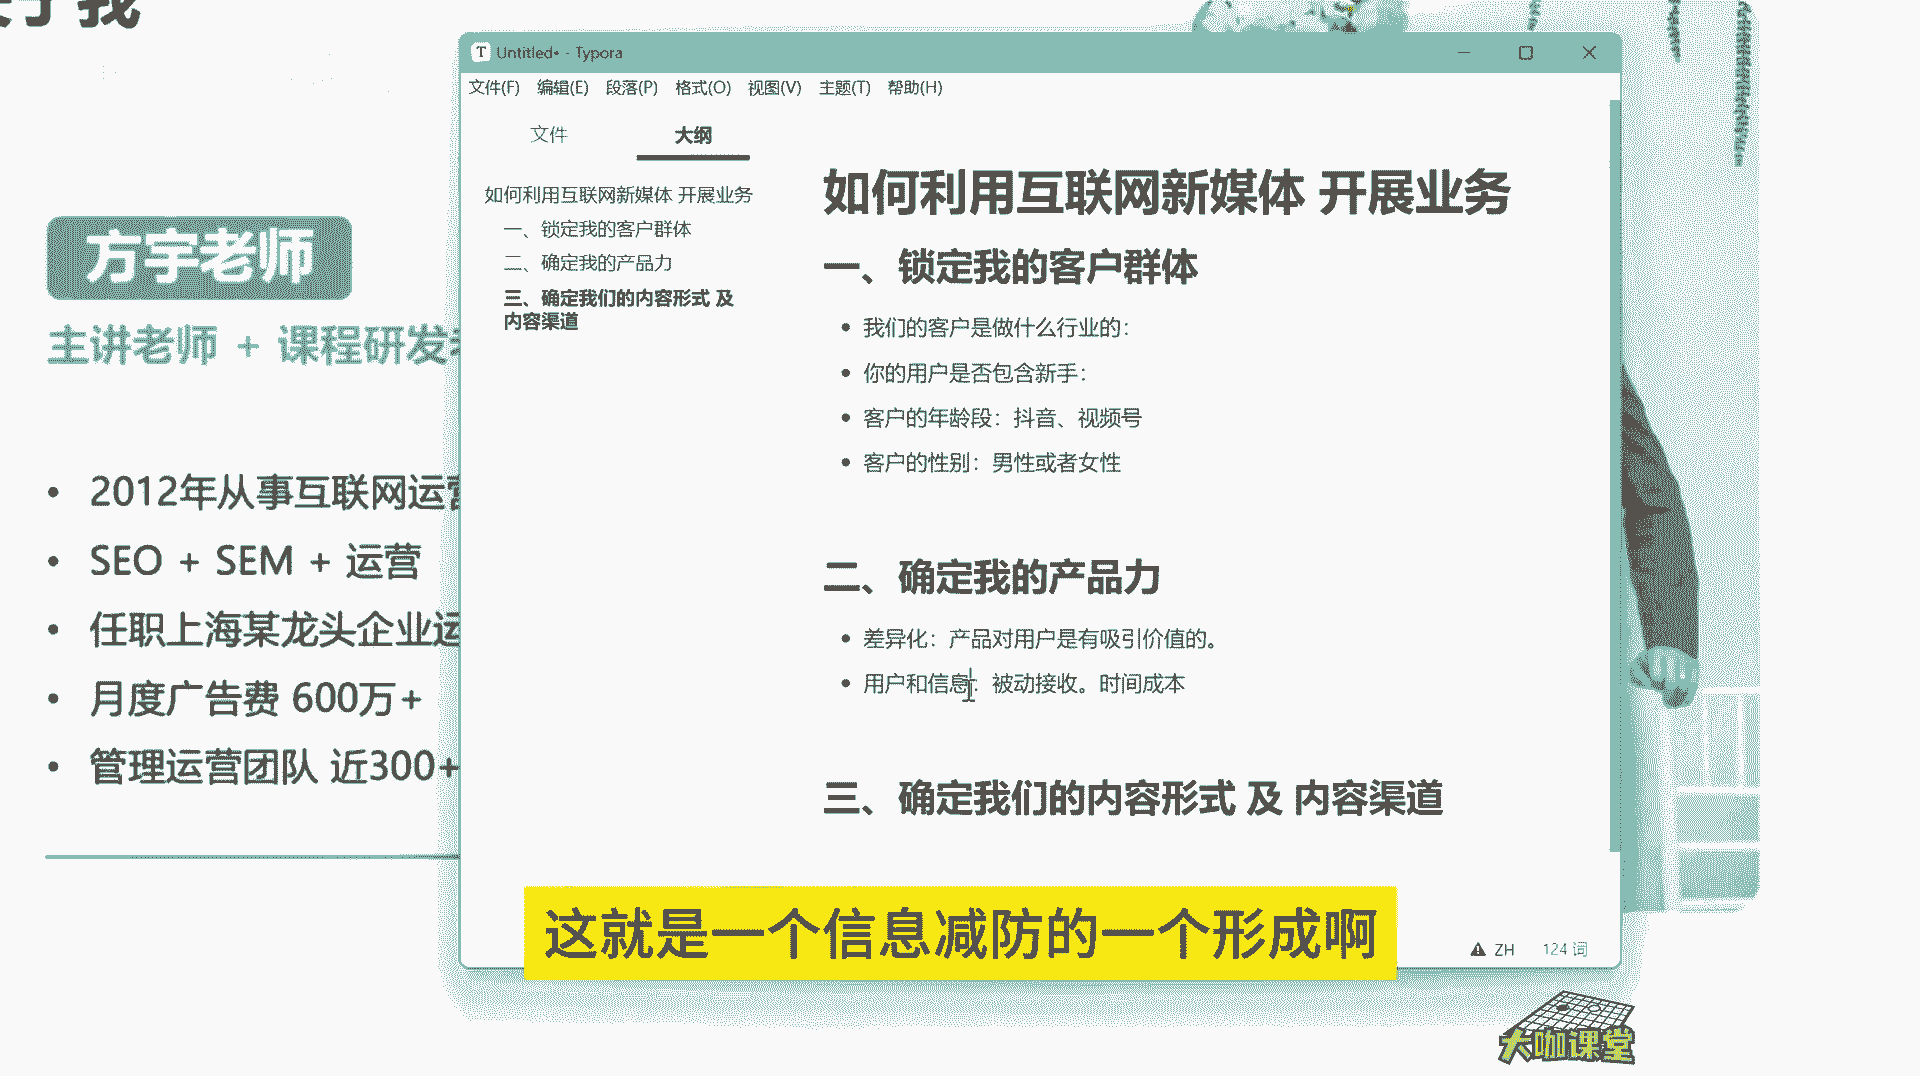 Untitled• - Typora
文件(F) 编辑(E) 段落(P) 格式(O) 视图(V) 主题(T) 帮助(H)
文件 大纲
如何利用互联网新媒体 开展业务
一、锁定我的客户群体
二、确定我的产品力
三、确定我们的内容形式 及
内容渠道
如何利用互联网新媒体 开展业务
一、锁定我的客户群体
我们的客户是做什么行业的：
你的用户是否包含新手：
客户的年龄段：抖音、视频号
客户的性别：男性或者女性
二、确定我的产品力
差异化：产品对用户是有吸引价值的。
用户和信息：被动接收。时间成本
三、确定我们的内容形式 及 内容渠道
ZH 124 词
方宇老师
主讲老师 + 课程研发
2012年从事互联网运营
SEO + SEM + 运营
任职上海某龙头企业运
月度广告费 600万+
管理运营团队 近300+
这就是一个信息减防的一个形成啊
大咖课堂